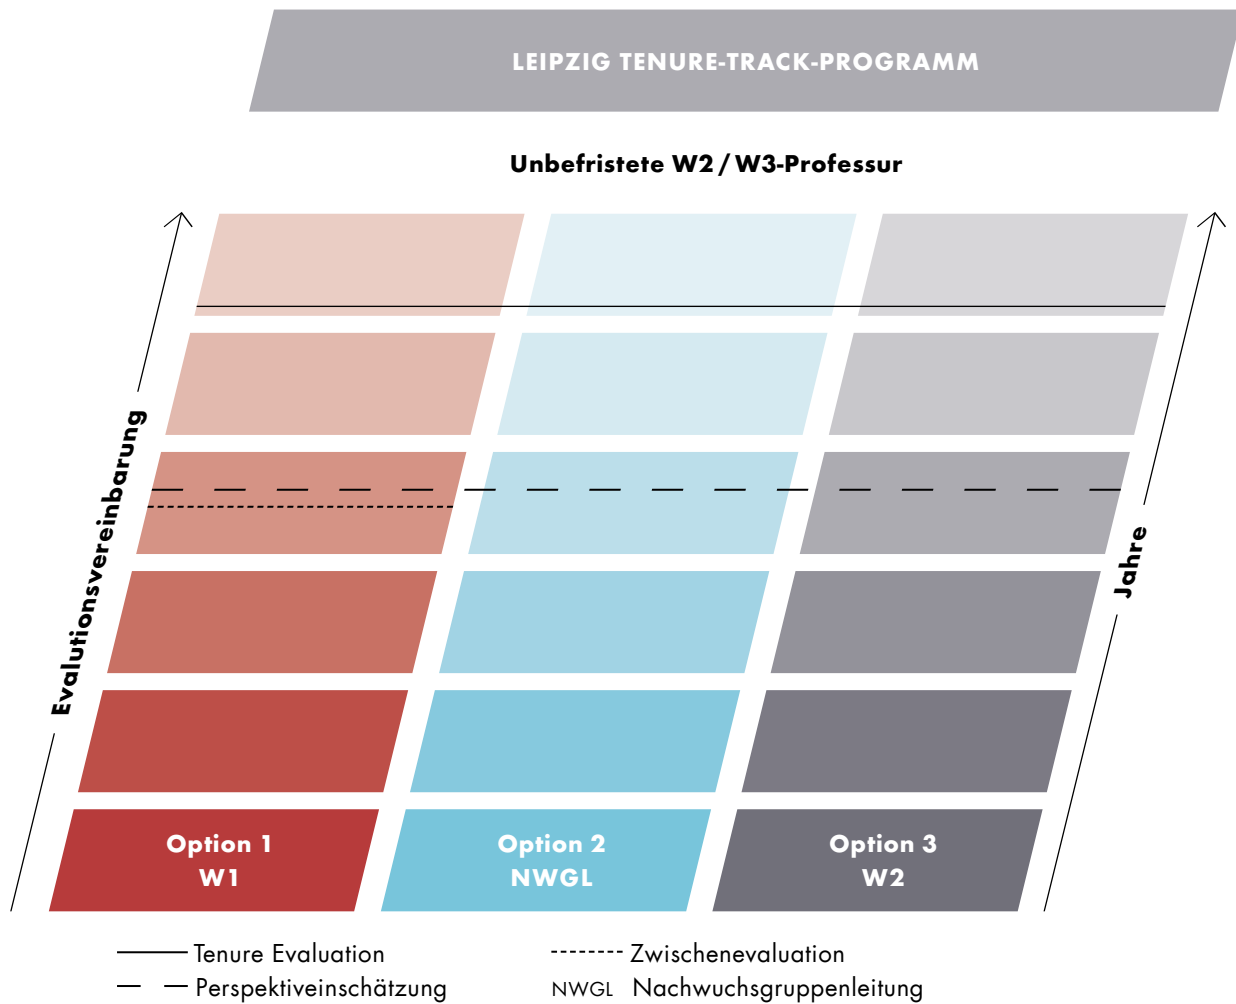 LEIPZIG TENURE-TRACK-PROGRAMM
Unbefristete W2/W3-Professur
Evalutionsvereinbarung
Jahre
Option 1
W1
Option 2
NWGL
Option 3
W2
Tenure Evaluation
Zwischenevaluation
Perspektiveinschätzung
NWGL Nachwuchsgruppenleitung